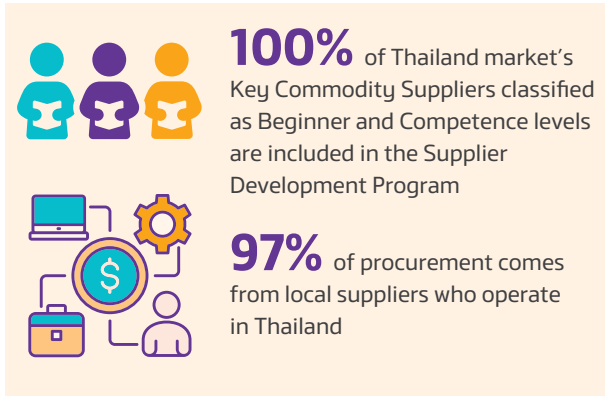 100% of Thailand market's
Key Commodity Suppliers classified
as Beginner and Competence levels
are included in the Supplier
Development Program
$
97% of procurement comes
from local suppliers who operate
in Thailand